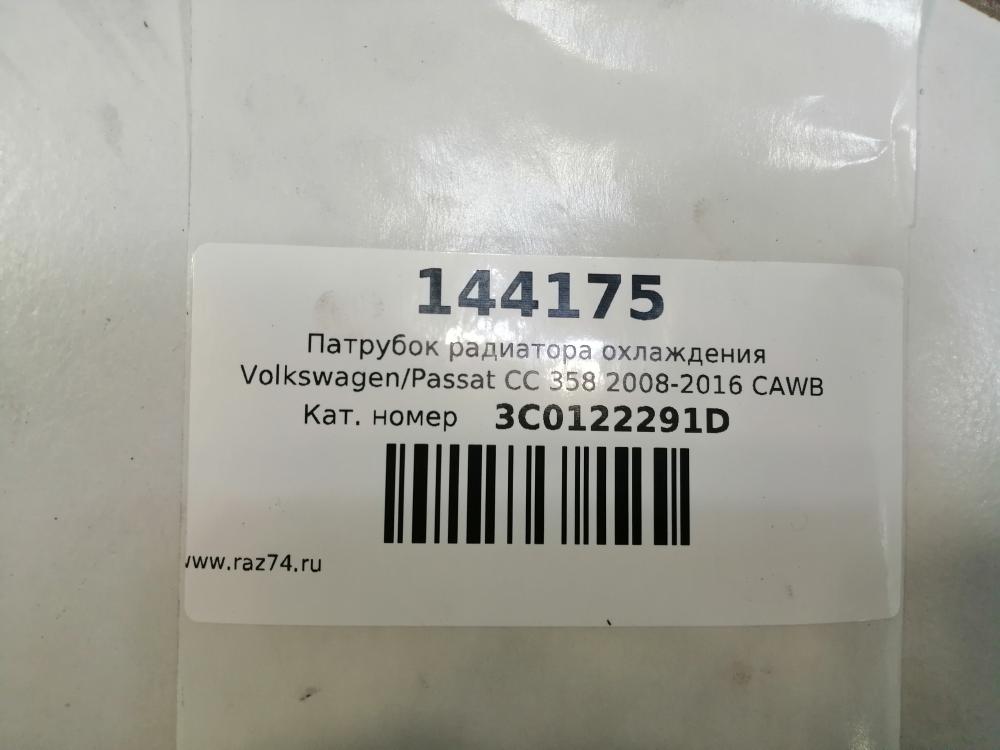 144175
Патрубок радиатора охлаждения
Volkswagen/Passat CC 358 2008-2016 CAWB
Кат. номер 3C0122291D
www.raz74.ru